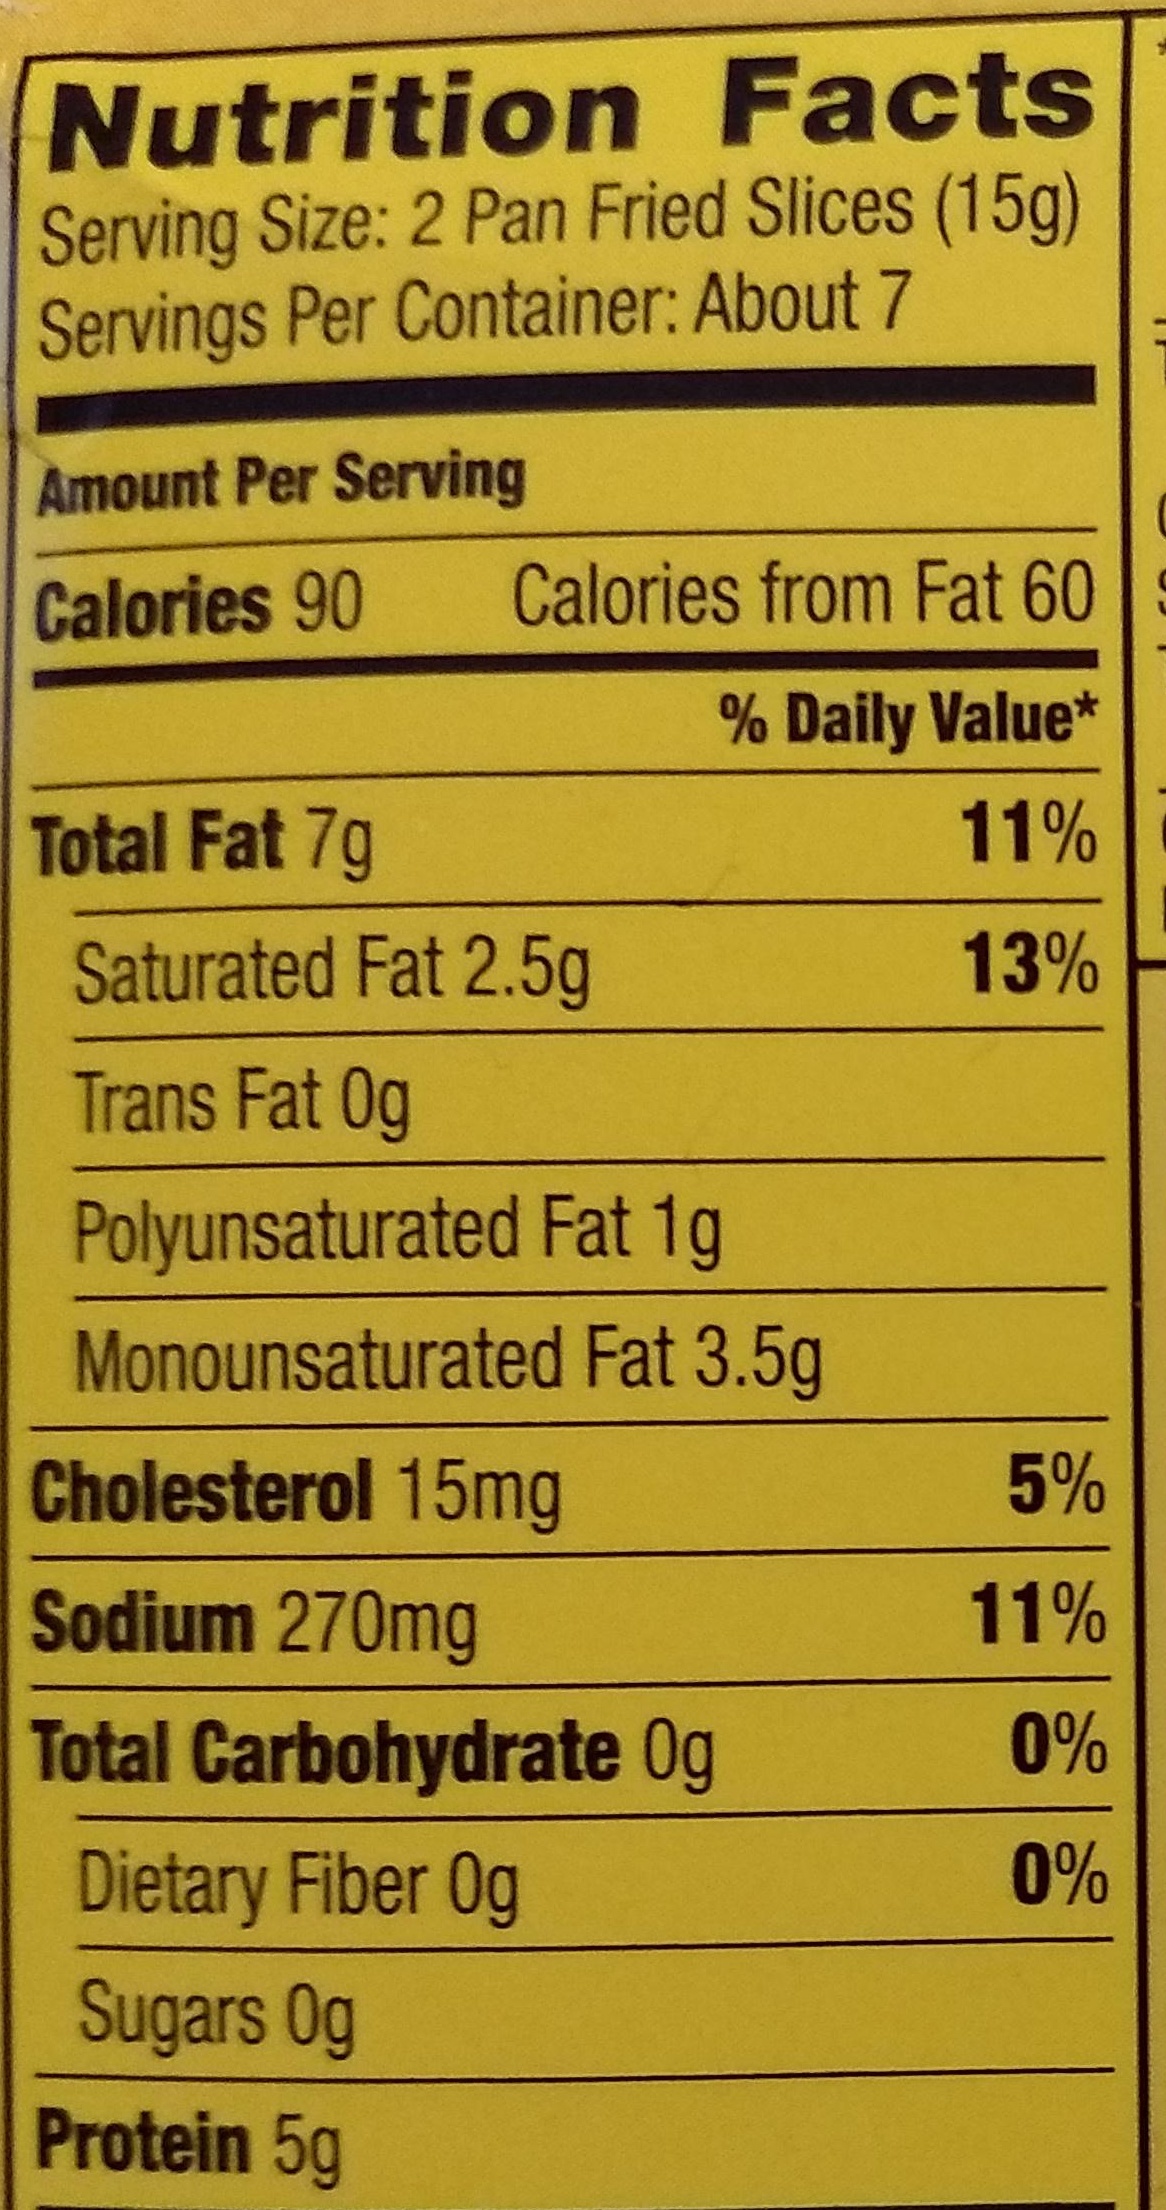 Nutrition Facts
Serving Size: 2 Pan Fried Slices (15g)
Servings Per Container: About 7
Amount Per Serving
Calories 90 Calories from Fat 60
% Daily Value*
Total Fat 7g 11%
Saturated Fat 2.5g 13%
Trans Fat 0g
Polyunsaturated Fat 1g
Monounsaturated Fat 3.5g
Cholesterol 15mg 5%
Sodium 270mg 11%
Total Carbohydrate 0g 0%
Dietary Fiber 0g 0%
Sugars 0g
Protein 5g